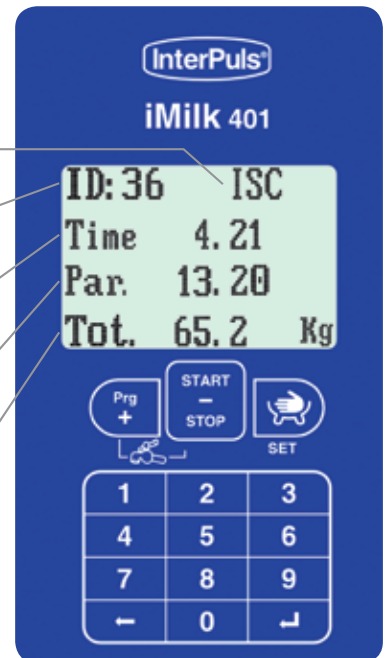 InterPuls®
iMilk 401
ID: 36 ISC
Time 4.21
Par. 13.20
Tot. 65.2 Kg
Prg + START - STOP
SET
1 2 3
4 5 6
7 8 9
← 0 ↵